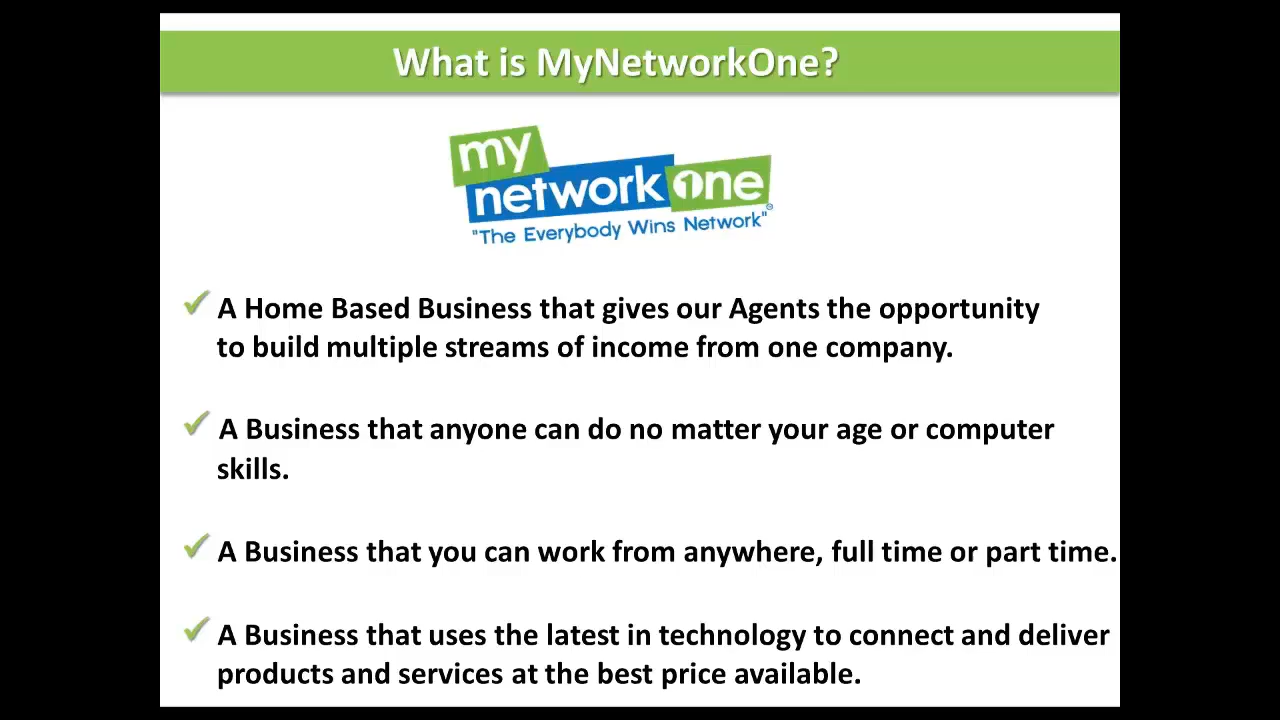 What is MyNetworkOne?
my
network one
"The Everybody Wins Network"
A Home Based Business that gives our Agents the opportunity
to build multiple streams of income from one company.
A Business that anyone can do no matter your age or computer
skills.
A Business that you can work from anywhere, full time or part time.
A Business that uses the latest in technology to connect and deliver
products and services at the best price available.